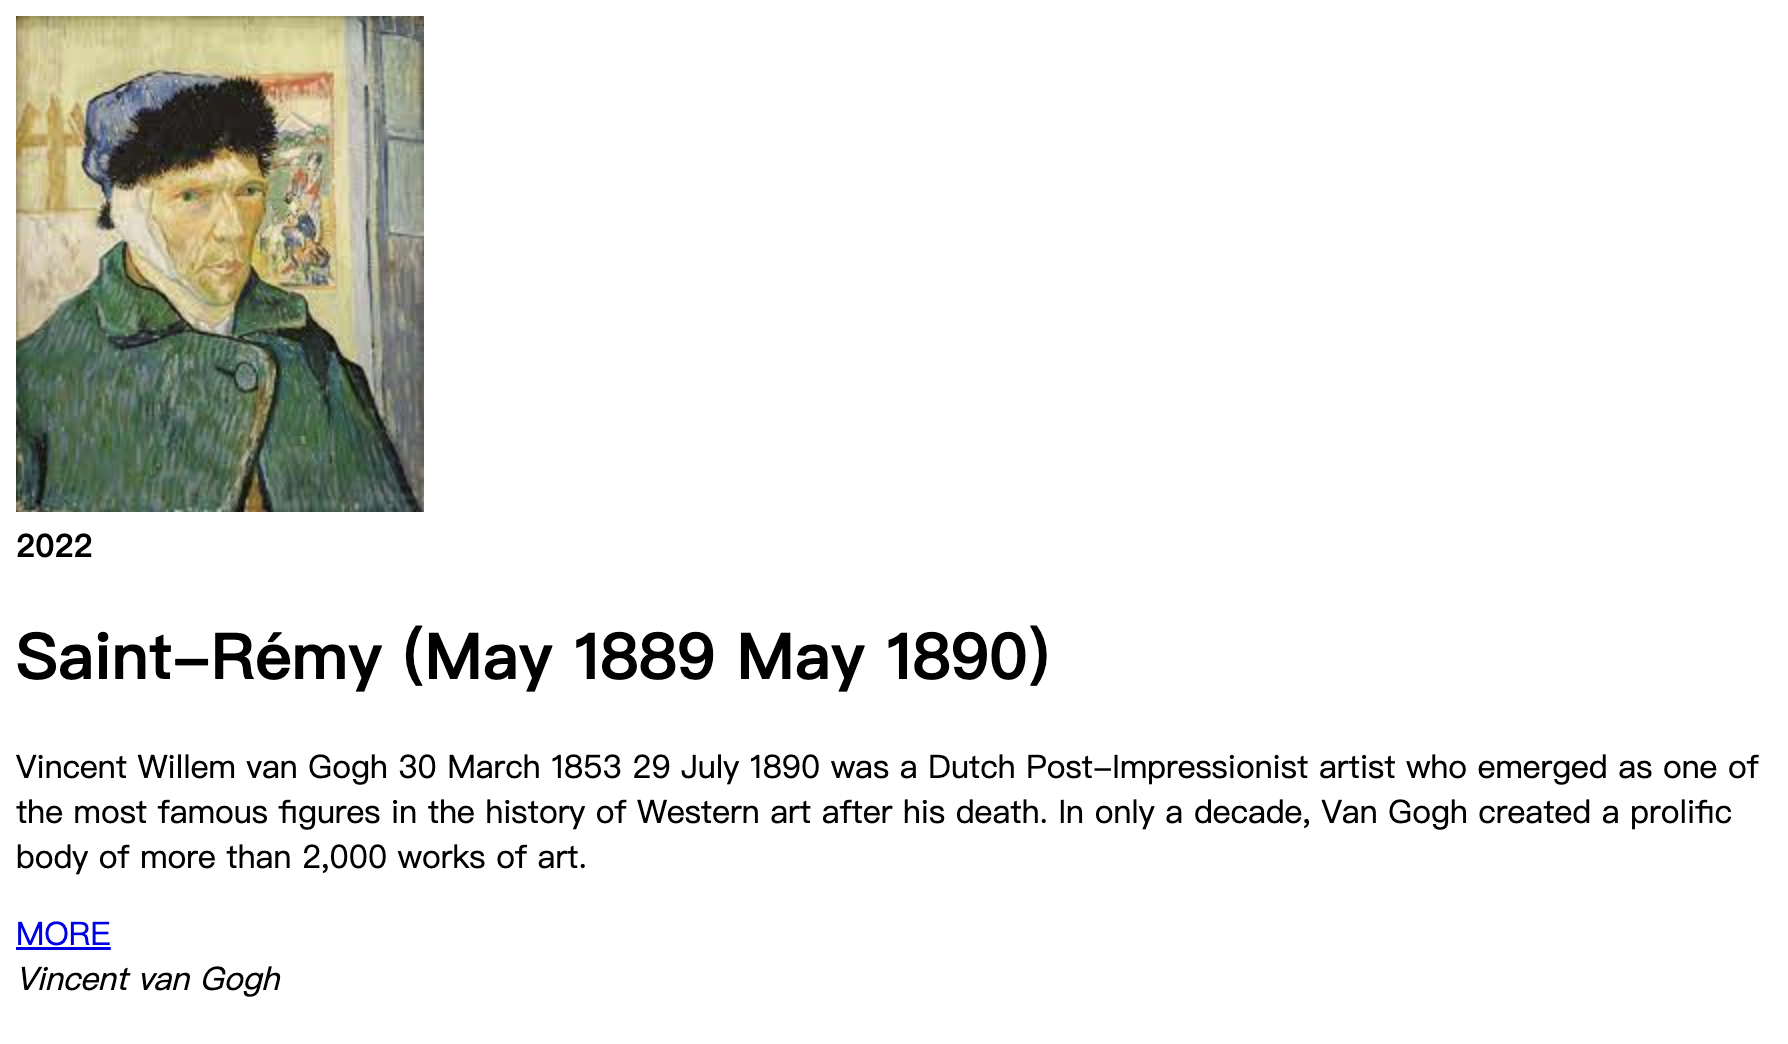 2022
Saint–Rémy (May 1889 May 1890)
Vincent Willem van Gogh 30 March 1853 29 July 1890 was a Dutch Post–Impressionist artist who emerged as one of
the most famous figures in the history of Western art after his death. In only a decade, Van Gogh created a prolific
body of more than 2,000 works of art.
MORE
Vincent van Gogh